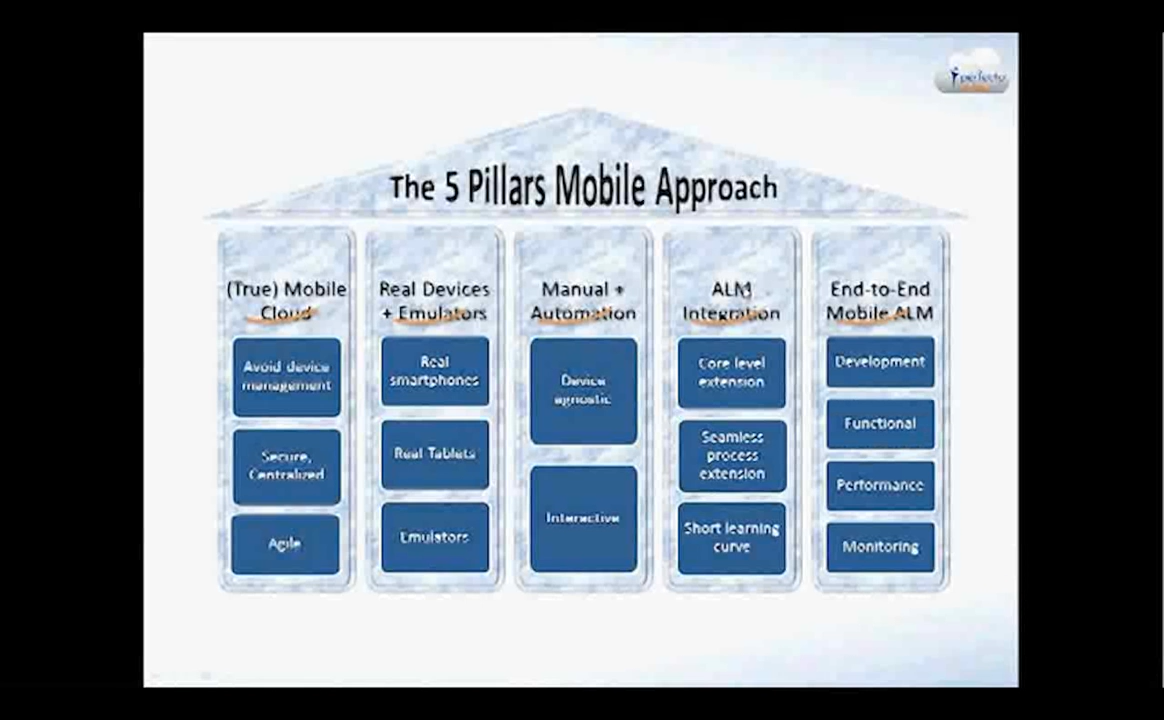 perfecto
The 5 Pillars Mobile Approach
(True) Mobile
Cloud
Avoid device
management
Secure,
Centralized
Agile
Real Devices
+ Emulators
Real
smartphones
Real Tablets
Emulators
Manual +
Automation
Device
agnostic
Interactive
ALM
Integration
Core level
extension
Seamless
process
extension
Short learning
curve
End-to-End
Mobile ALM
Development
Functional
Performance
Monitoring